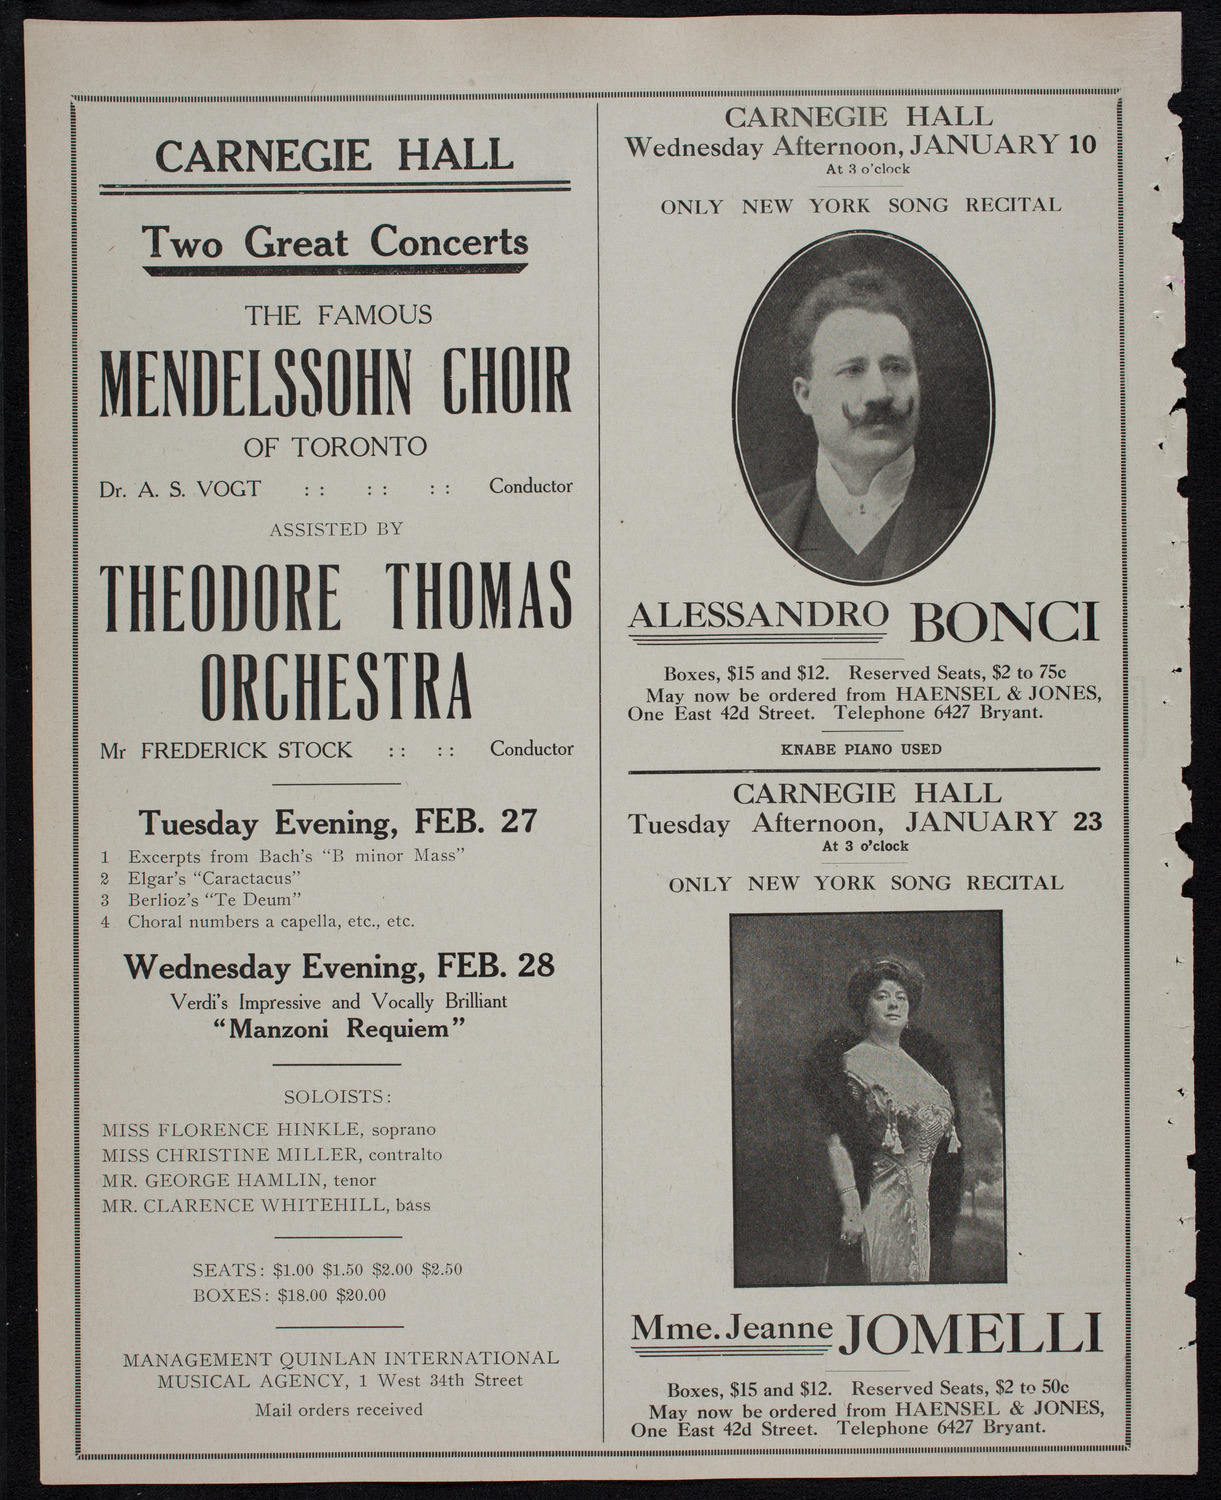 CARNEGIE HALL
Two Great Concerts
THE FAMOUS
MENDELSSOHN CHOIR
OF TORONTO
Dr. A. S. VOGT :: :: :: Conductor
ASSISTED BY
THEODORE THOMAS
ORCHESTRA
Mr FREDERICK STOCK :: :: Conductor
Tuesday Evening, FEB. 27
1 Excerpts from Bach's "B minor Mass"
2 Elgar's "Caractacus"
3 Berlioz's "Te Deum"
4 Choral numbers a capella, etc., etc.
Wednesday Evening, FEB. 28
Verdi's Impressive and Vocally Brilliant
"Manzoni Requiem"
SOLOISTS:
MISS FLORENCE HINKLE, soprano
MISS CHRISTINE MILLER, contralto
MR. GEORGE HAMLIN, tenor
MR. CLARENCE WHITEHILL, bass
SEATS: $1.00 $1.50 $2.00 $2.50
BOXES: $18.00 $20.00
MANAGEMENT QUINLAN INTERNATIONAL
MUSICAL AGENCY, 1 West 34th Street
Mail orders received
CARNEGIE HALL
Wednesday Afternoon, JANUARY 10
At 3 o'clock
ONLY NEW YORK SONG RECITAL
ALESSANDRO BONCI
Boxes, $15 and $12. Reserved Seats, $2 to 75c
May now be ordered from HAENSEL & JONES,
One East 42d Street. Telephone 6427 Bryant.
KNABE PIANO USED
CARNEGIE HALL
Tuesday Afternoon, JANUARY 23
At 3 o'clock
ONLY NEW YORK SONG RECITAL
Mme. Jeanne JOMELLI
Boxes, $15 and $12. Reserved Seats, $2 to 50c
May now be ordered from HAENSEL & JONES,
One East 42d Street. Telephone 6427 Bryant.